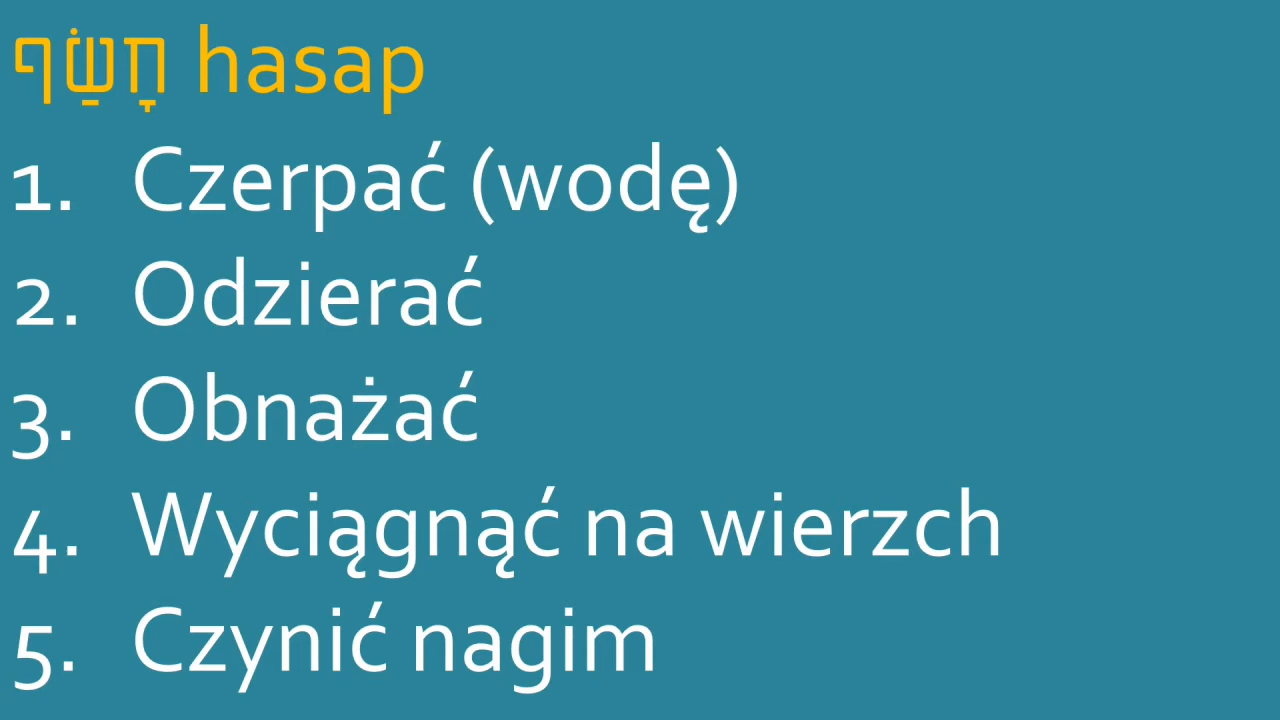 חָשַׂף hasap
1. Czerpać (wodę)
2. Odzierać
3. Obnażać
4. Wyciągnąć na wierzch
5. Czynić nagim